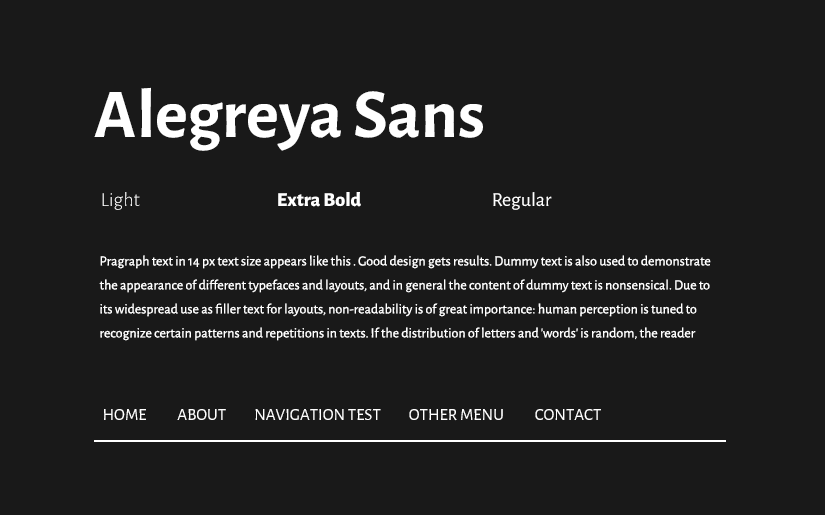 Alegreya Sans
Light Extra Bold Regular
Pragraph text in 14 px text size appears like this . Good design gets results. Dummy text is also used to demonstrate
the appearance of different typefaces and layouts, and in general the content of dummy text is nonsensical. Due to
its widespread use as filler text for layouts, non-readability is of great importance: human perception is tuned to
recognize certain patterns and repetitions in texts. If the distribution of letters and 'words' is random, the reader
HOME ABOUT NAVIGATION TEST OTHER MENU CONTACT